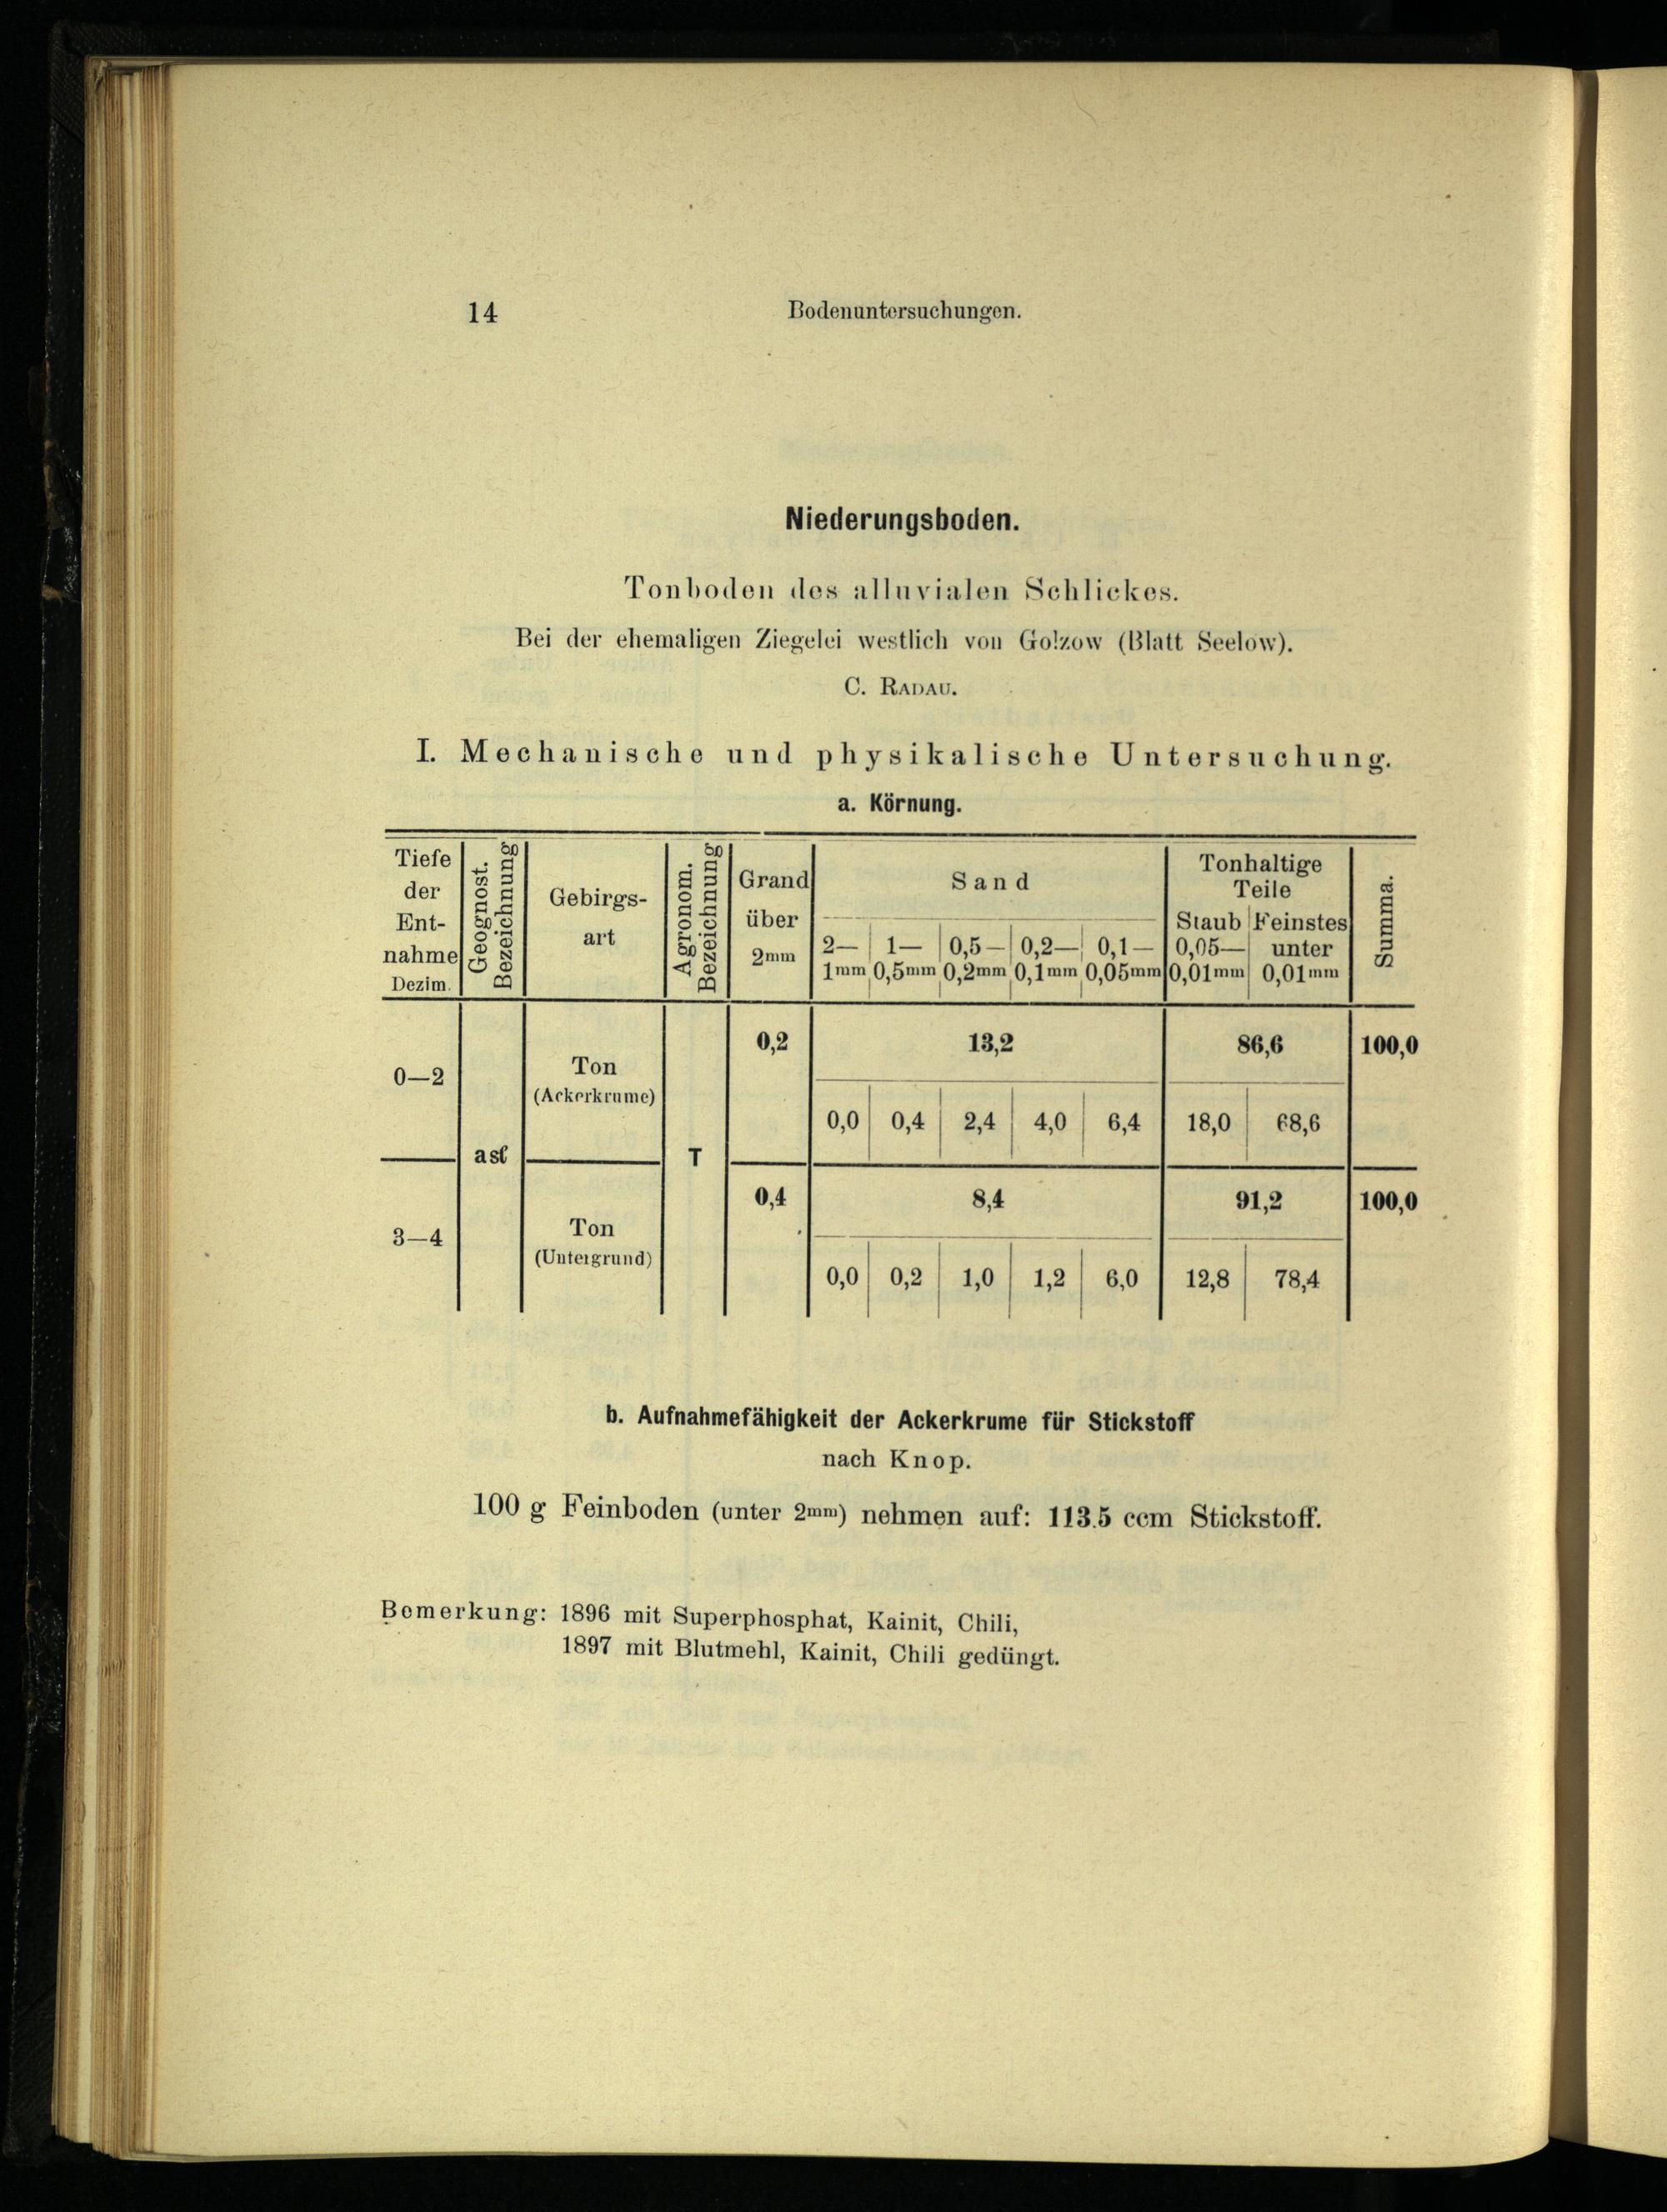 14 Bodenuntersuchungen.
Niederungsboden.
Tonboden des alluvialen Schlickes.
Bei der ehemaligen Ziegelei westlich von Golzow (Blatt Seelow).
C. RADAU.
I. Mechanische und physikalische Untersuchung.
a. Körnung.
Tiefe
der
Ent-
nahme
Dezim.
Geognost.
Bezeichnung
Gebirgs-
art
Agronom.
Bezeichnung
Grand
über
2mm
Sand
2— 1— 0,5— 0,2— 0,1—
1mm 0,5mm 0,2mm 0,1mm 0,05mm
Tonhaltige
Teile
Staub Feinstes
0,05— unter
0,01mm 0,01mm
Summa.
0,2 13,2 86,6 100,0
0—2 Ton
(Ackerkrume)
0,0 0,4 2,4 4,0 6,4 18,0 68,6
asf T
0,4 8,4 91,2 100,0
3—4 Ton
(Untergrund)
0,0 0,2 1,0 1,2 6,0 12,8 78,4
b. Aufnahmefähigkeit der Ackerkrume für Stickstoff
nach Knop.
100 g Feinboden (unter 2mm) nehmen auf: 113.5 ccm Stickstoff.
Bemerkung: 1896 mit Superphosphat, Kainit, Chili,
1897 mit Blutmehl, Kainit, Chili gedüngt.